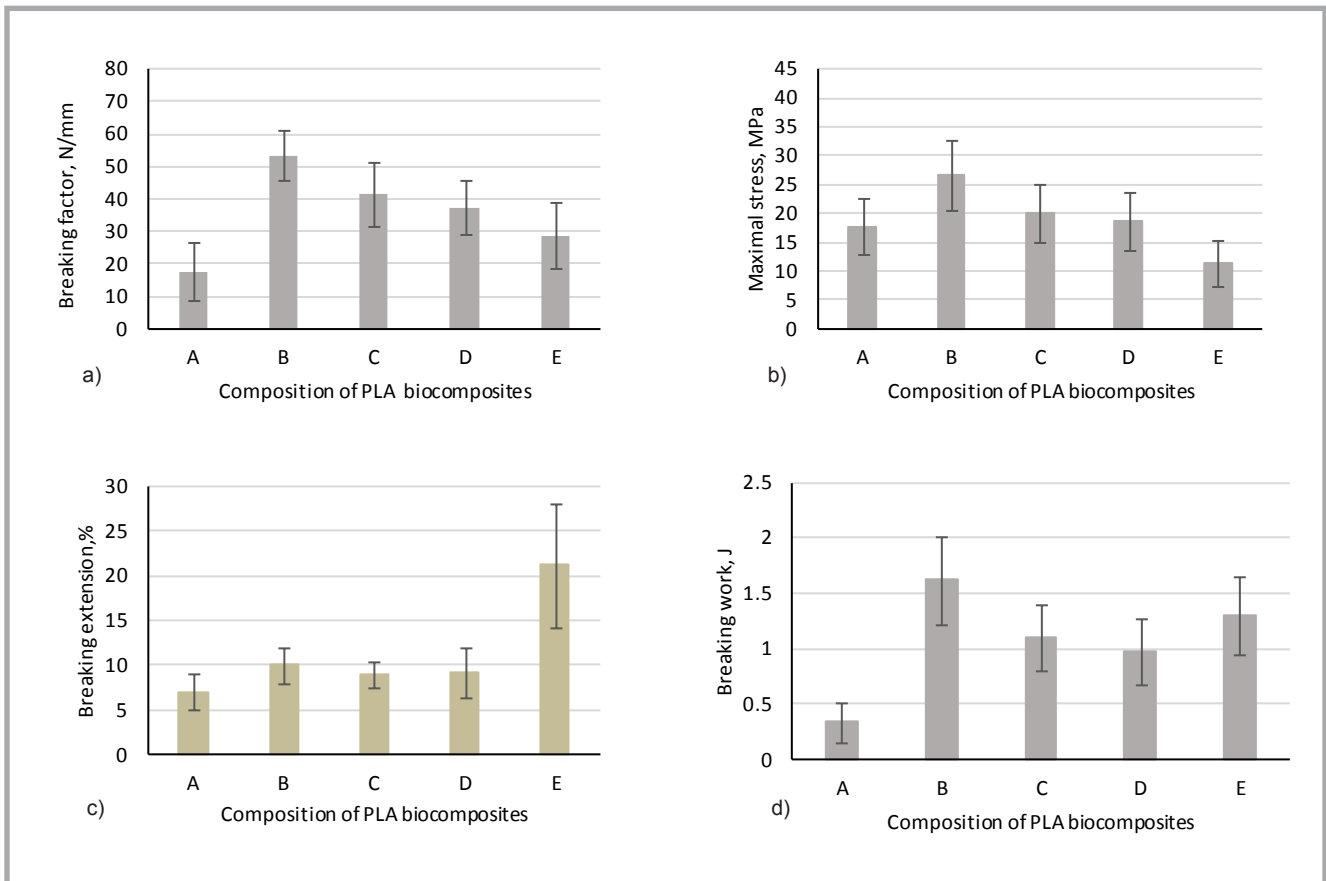 80
70
60
50
40
30
20
10
0
Breaking factor, N/mm
A B C D E
a)
Composition of PLA biocomposites
45
40
35
30
25
20
15
10
5
0
Maximal stress, MPa
A B C D E
b)
Composition of PLA biocomposites
30
25
20
15
10
5
0
Breaking extension,%
A B C D E
c)
Composition of PLA biocomposites
2.5
2
1.5
1
0.5
0
Breaking work, J
A B C D E
d)
Composition of PLA biocomposites